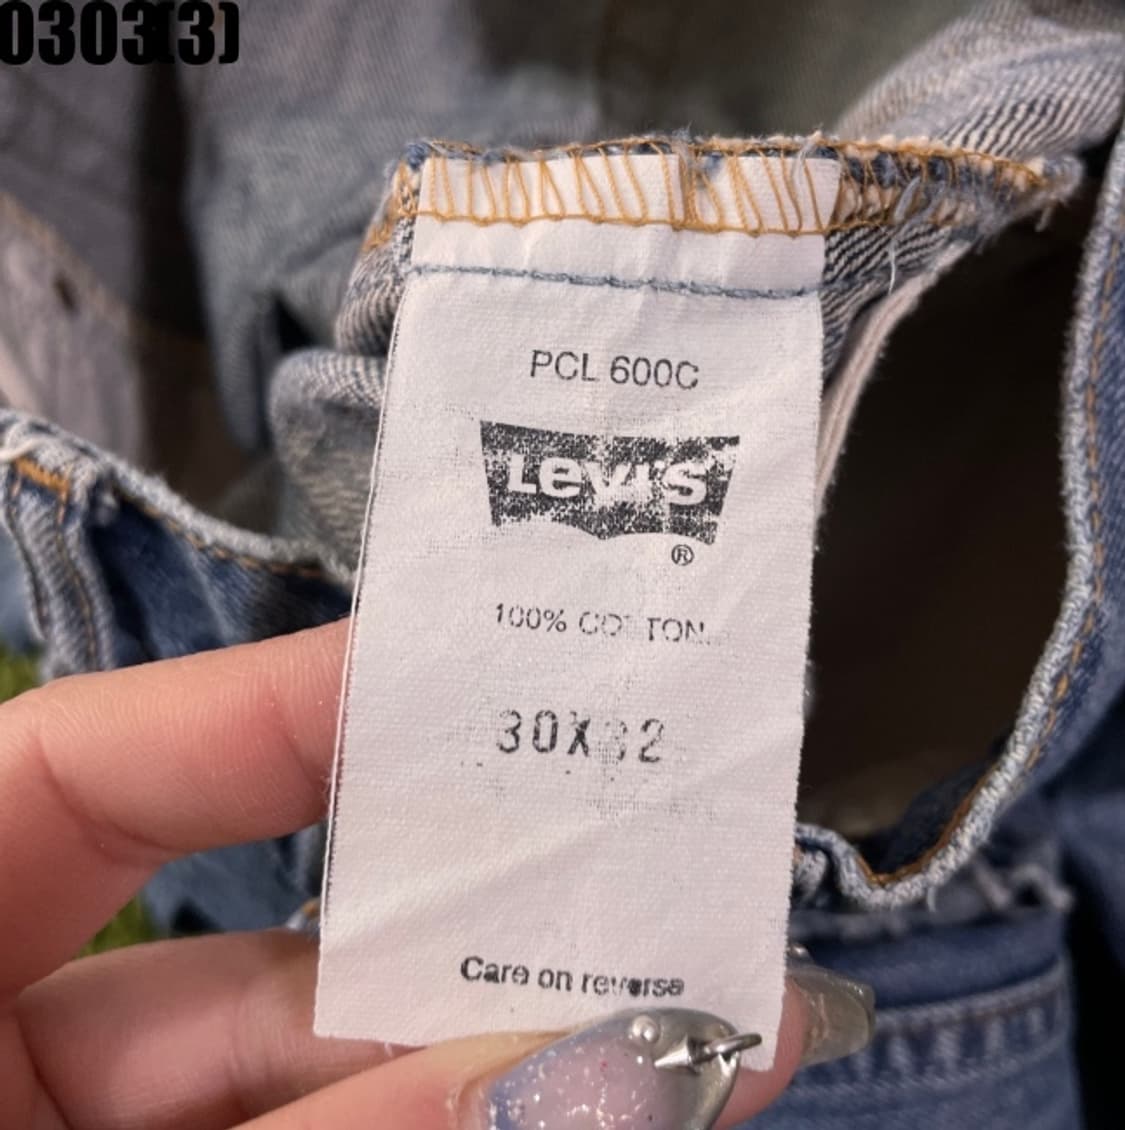 0303(3)
PCL 600C
Levi's
®
100% COTTON
30X32
Care on reverse